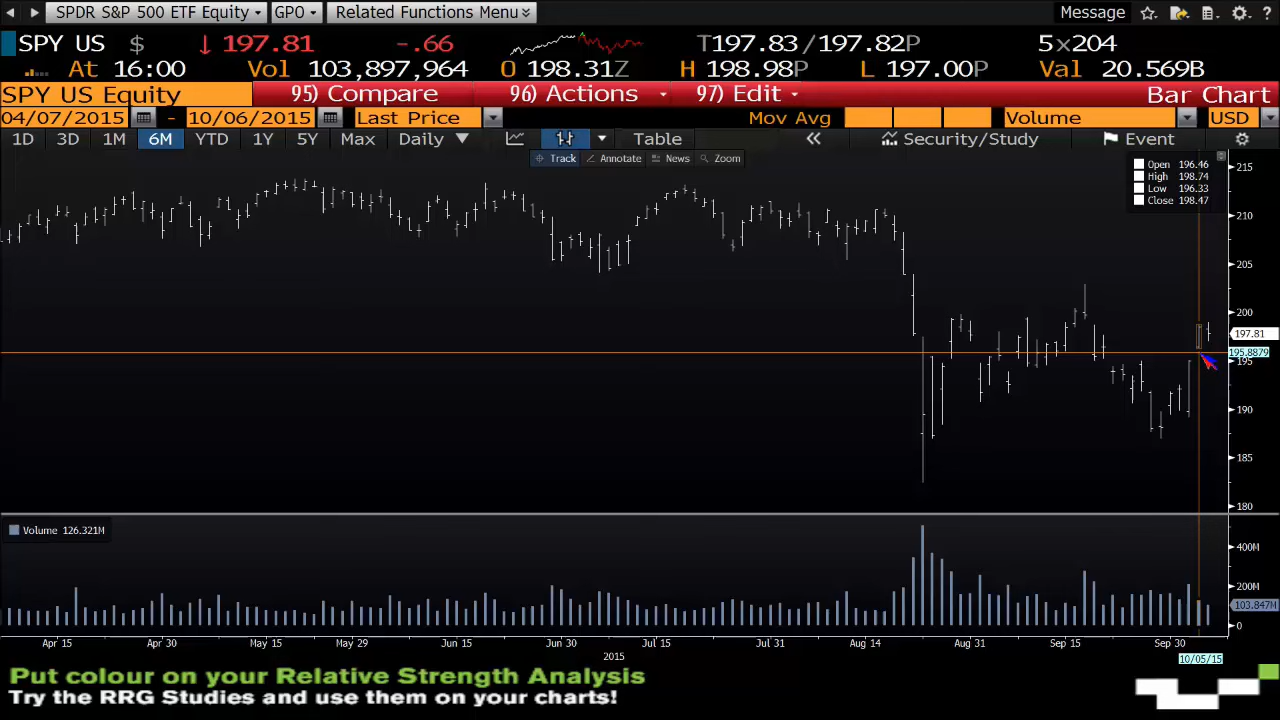 SPDR S&P 500 ETF Equity GPO Related Functions Menu Message
SPY US $ 197.81 -.66 T197.83/197.82P 5x204
At 16:00 Vol 103,897,964 O 198.31Z H 198.98P L 197.00P Val 20.569B
SPY US Equity 95) Compare 96) Actions 97) Edit Bar Chart
04/07/2015 - 10/06/2015 Last Price Mov Avg Volume USD
1D 3D 1M 6M YTD 1Y 5Y Max Daily Table Security/Study Event
Track Annotate News Zoom
Open 196.46
High 198.74
Low 196.33
Close 198.47
215
210
205
200
197.81
195.8879
195
190
185
180
Volume 126.321M
400M
200M
103.847M
0
Apr 15 Apr 30 May 15 May 29 Jun 15 Jun 30 Jul 15 Jul 31 Aug 14 Aug 31 Sep 15 Sep 30
2015
10/05/15
Put colour on your Relative Strength Analysis
Try the RRG Studies and use them on your charts!